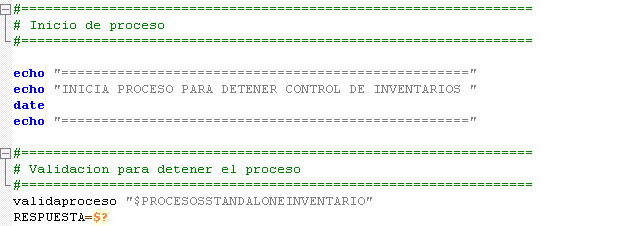 #=================================================================
# Inicio de proceso
#=================================================================
echo "===================================================="
echo "INICIA PROCESO PARA DETENER CONTROL DE INVENTARIOS "
date
echo "===================================================="
#=================================================================
# Validacion para detener el proceso
#=================================================================
validaproceso "$PROCESOSSTANDALONEINVENTARIO"
RESPUESTA=$?